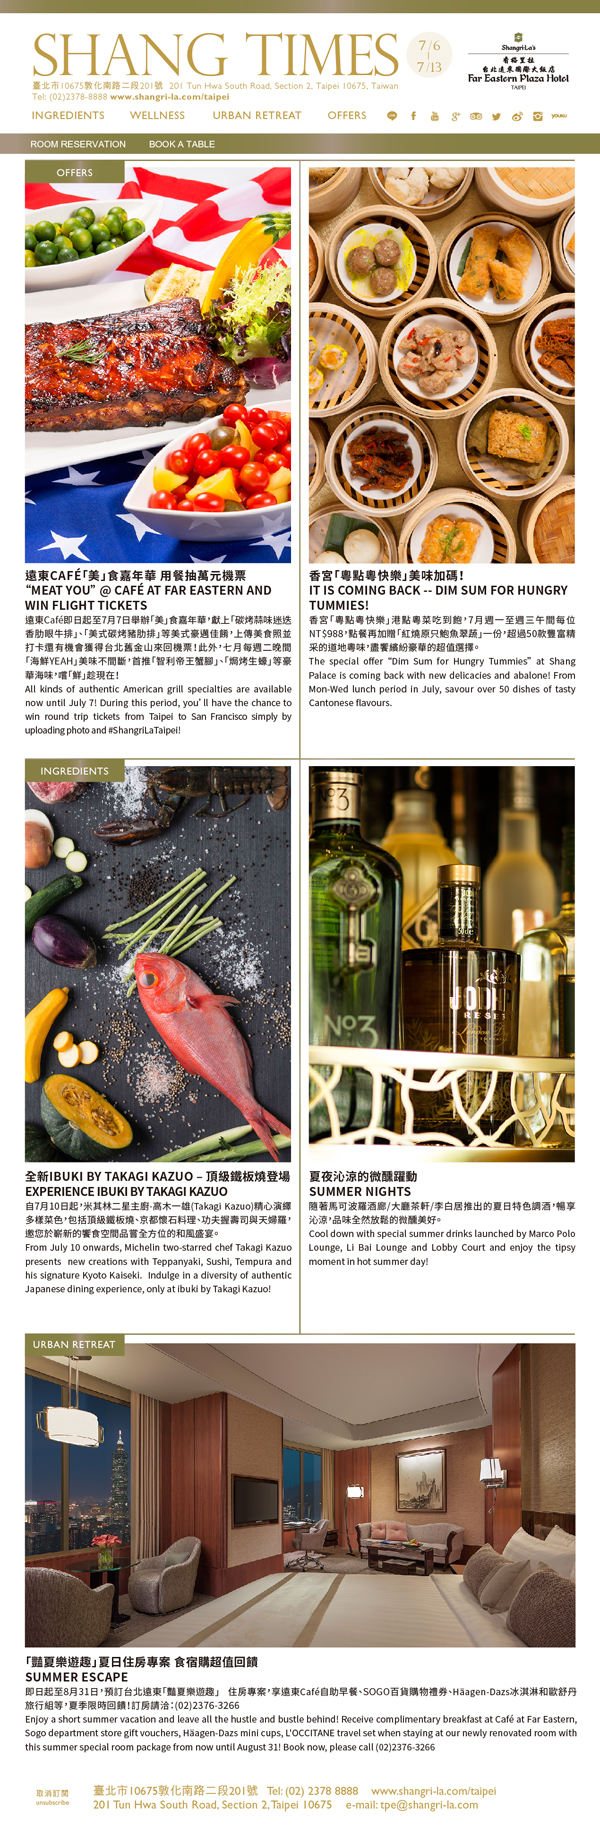 SHANG TIMES
7/6
7/13
Shangri-La's
香格里拉
台北遠東國際大飯店
Far Eastern Plaza Hotel
TAIPEI
臺北市10675敦化南路二段201號 201 Tun Hwa South Road, Section 2, Taipei 10675, Taiwan
Tel: (02)2378-8888 www.shangri-la.com/taipei
INGREDIENTS WELLNESS URBAN RETREAT OFFERS
ROOM RESERVATION BOOK A TABLE
OFFERS
遠東CAFÉ「美」食嘉年華 用餐抽萬元機票
“MEAT YOU” @ CAFÉ AT FAR EASTERN AND
WIN FLIGHT TICKETS
遠東Café即日起至7月7日舉辦「美」食嘉年華，獻上「碳烤蒜味迷迭
香肋眼牛排」、「美式碳烤豬肋排」等美式豪邁佳餚，上傳美食照並
打卡還有機會獲得台北舊金山來回機票！此外，七月每週二晚間
「海鮮YEAH」美味不間斷，首推「智利帝王蟹腳」、「焗烤生蠔」等豪
華海味，嚐「鮮」趁現在！
All kinds of authentic American grill specialties are available
now until July 7! During this period, you’ll have the chance to
win round trip tickets from Taipei to San Francisco simply by
uploading photo and #ShangriLaTaipei!
香宮「粵點粵快樂」美味加碼！
IT IS COMING BACK -- DIM SUM FOR HUNGRY
TUMMIES!
香宮「粵點粵快樂」港點粵菜吃到飽，7月週一至週三午間每位
NT$988，點餐再加贈「紅燒原只鮑魚翠蔬」一份，超過50款豐富精
采的道地粵味，盡饗繽紛豪華的超值選擇。
The special offer “Dim Sum for Hungry Tummies” at Shang
Palace is coming back with new delicacies and abalone! From
Mon-Wed lunch period in July, savour over 50 dishes of tasty
Cantonese flavours.
INGREDIENTS
全新IBUKI BY TAKAGI KAZUO – 頂級鐵板燒登場
EXPERIENCE IBUKI BY TAKAGI KAZUO
自7月10日起，米其林二星主廚-高木一雄(Takagi Kazuo)精心演繹
多樣菜色，包括頂級鐵板燒、京都懷石料理、功夫握壽司與天婦羅，
邀您於嶄新的饗食空間品嘗全方位的和風盛宴。
From July 10 onwards, Michelin two-starred chef Takagi Kazuo
presents new creations with Teppanyaki, Sushi, Tempura and
his signature Kyoto Kaiseki. Indulge in a diversity of authentic
Japanese dining experience, only at ibuki by Takagi Kazuo!
Nº3
Nº3
夏夜沁涼的微醺躍動
SUMMER NIGHTS
隨著馬可波羅酒廊/大廳茶軒/李白居推出的夏日特色調酒，暢享
沁涼，品味全然放鬆的微醺美好。
Cool down with special summer drinks launched by Marco Polo
Lounge, Li Bai Lounge and Lobby Court and enjoy the tipsy
moment in hot summer day!
URBAN RETREAT
「豔夏樂遊趣」夏日住房專案 食宿購超值回饋
SUMMER ESCAPE
即日起至8月31日，預訂台北遠東「豔夏樂遊趣」 住房專案，享遠東Café自助早餐、SOGO百貨購物禮券、Häagen-Dazs冰淇淋和歐舒丹
旅行組等，夏季限時回饋！訂房請洽：(02)2376-3266
Enjoy a short summer vacation and leave all the hustle and bustle behind! Receive complimentary breakfast at Café at Far Eastern,
Sogo department store gift vouchers, Häagen-Dazs mini cups, L'OCCITANE travel set when staying at our newly renovated room with
this summer special room package from now until August 31! Book now, please call (02)2376-3266
取消訂閱
unsubscribe
臺北市10675敦化南路二段201號 Tel: (02) 2378 8888 www.shangri-la.com/taipei
201 Tun Hwa South Road, Section 2, Taipei 10675 e-mail: tpe@shangri-la.com